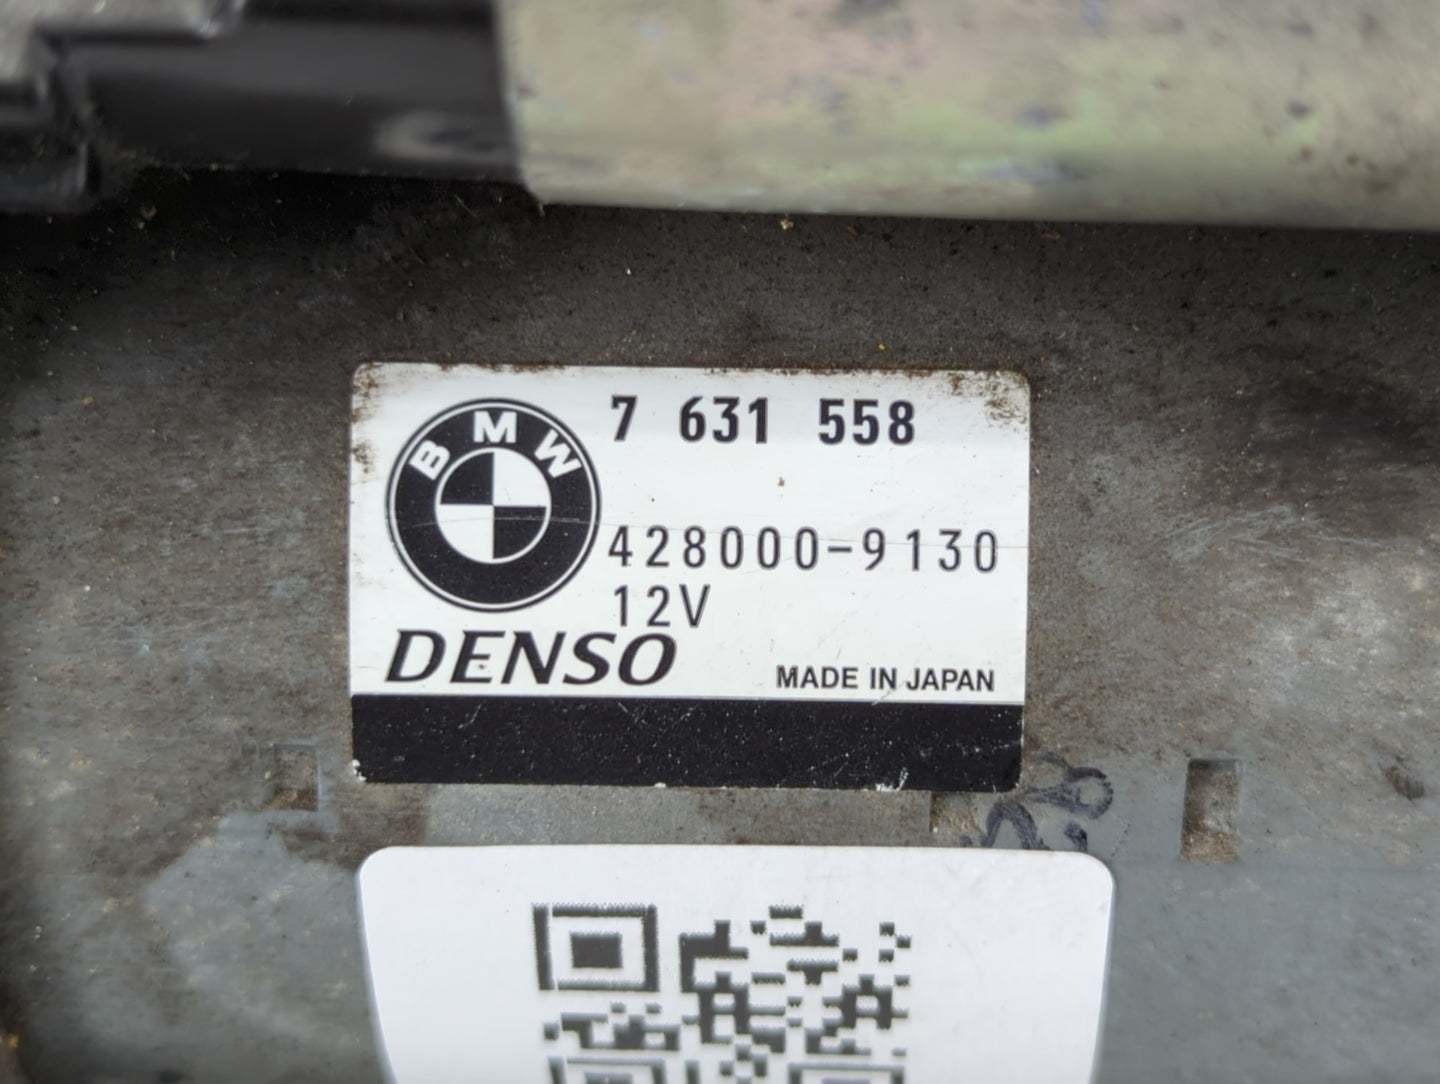 BMW
7 631 558
428000-9130
12V
DENSO
MADE IN JAPAN